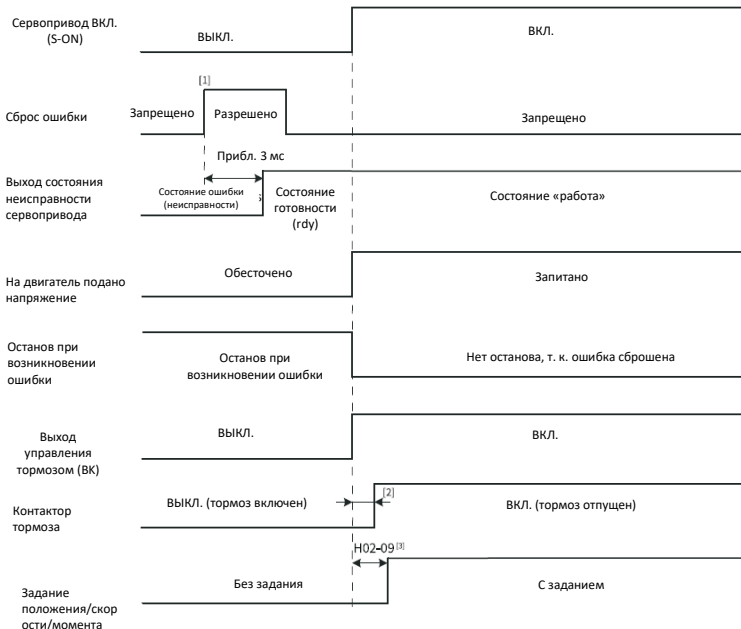 Сервопривод ВКЛ.
(S-ON)
ВЫКЛ.
ВКЛ.
[1]
Сброс ошибки
Запрещено
Разрешено
Запрещено
Прибл. 3 мс
Выход состояния
неисправности
сервопривода
Состояние ошибки
(неисправности)
Состояние
готовности
(rdy)
Состояние «работа»
На двигатель подано
напряжение
Обесточено
Запитано
Останов при
возникновении
ошибки
Останов при
возникновении ошибки
Нет останова, т. к. ошибка сброшена
Выход
управления
тормозом (BK)
ВЫКЛ.
ВКЛ.
Контактор
тормоза
ВЫКЛ. (тормоз включен)
[2]
ВКЛ. (тормоз отпущен)
H02-09 [3]
Задание
положения/скор
ости/момента
Без задания
С заданием